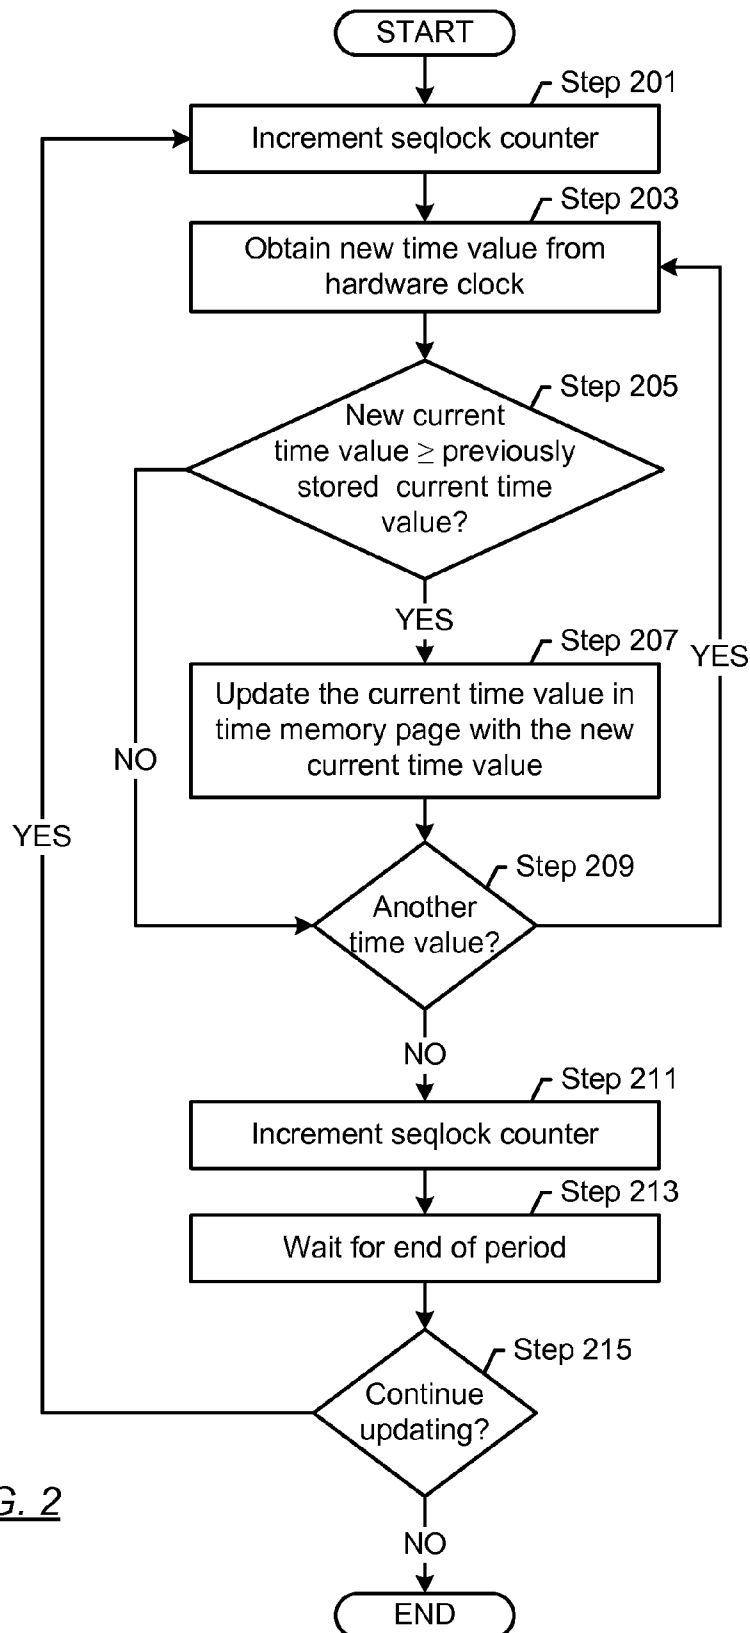 START
Step 201
Increment seqlock counter
Step 203
Obtain new time value from
hardware clock
Step 205
New current
time value ≥ previously
stored current time
value?
YES
Step 207
YES
Update the current time value in
time memory page with the new
current time value
NO
YES
Step 209
Another
time value?
NO
Step 211
Increment seqlock counter
Step 213
Wait for end of period
Step 215
Continue
updating?
G. 2
NO
END